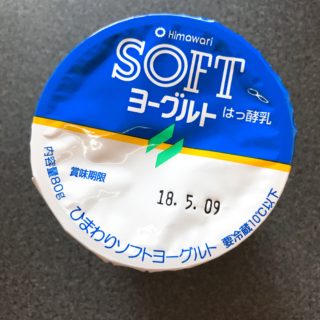 Himawari
SOFT
ヨーグルト
はっ酵乳
賞味期限
18.5.09
内容量80g
ひまわりソフトヨーグルト
要冷蔵10℃以下